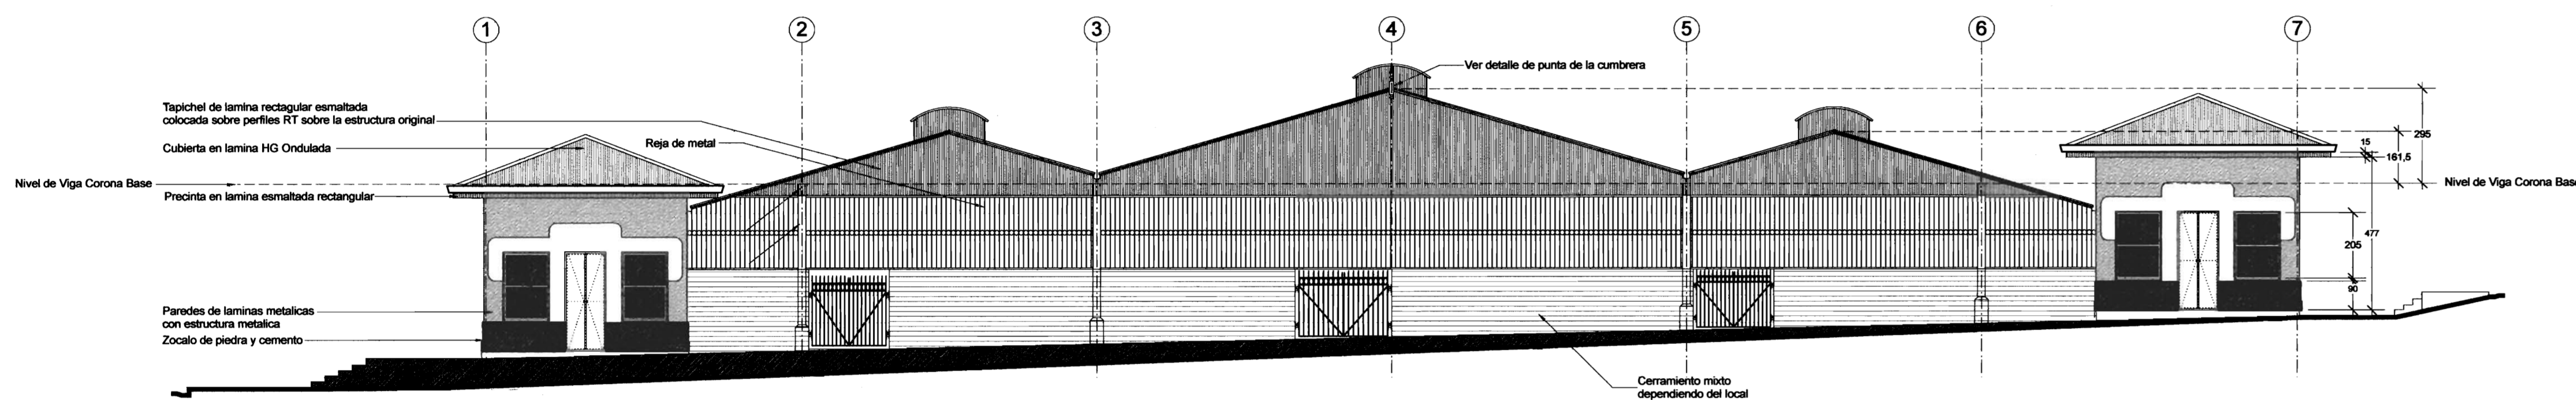 1 2 3 4 5 6 7
Ver detalle de punta de la cumbrera
Tapichel de lamina rectagular esmaltada
colocada sobre perfiles RT sobre la estructura original
Reja de metal
Cubierta en lamina HG Ondulada
Nivel de Viga Corona Base
Precinta en lamina esmaltada rectangular
Paredes de laminas metalicas
con estructura metalica
Zocalo de piedra y cemento
Cerramiento mixto
dependiendo del local
295
15
161,5
Nivel de Viga Corona Base
477
205
90